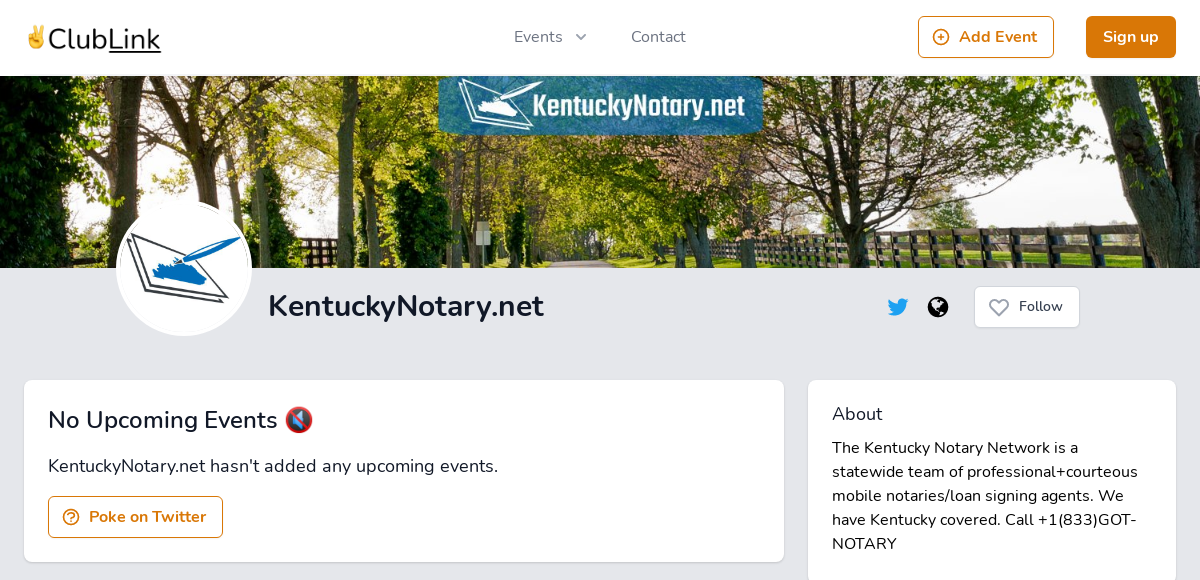 ✌ClubLink
Events
Contact
Add Event
Sign up
KentuckyNotary.net
KentuckyNotary.net
Follow
No Upcoming Events 🔇
KentuckyNotary.net hasn't added any upcoming events.
Poke on Twitter
About
The Kentucky Notary Network is a
statewide team of professional+courteous
mobile notaries/loan signing agents. We
have Kentucky covered. Call +1(833)GOT-
NOTARY